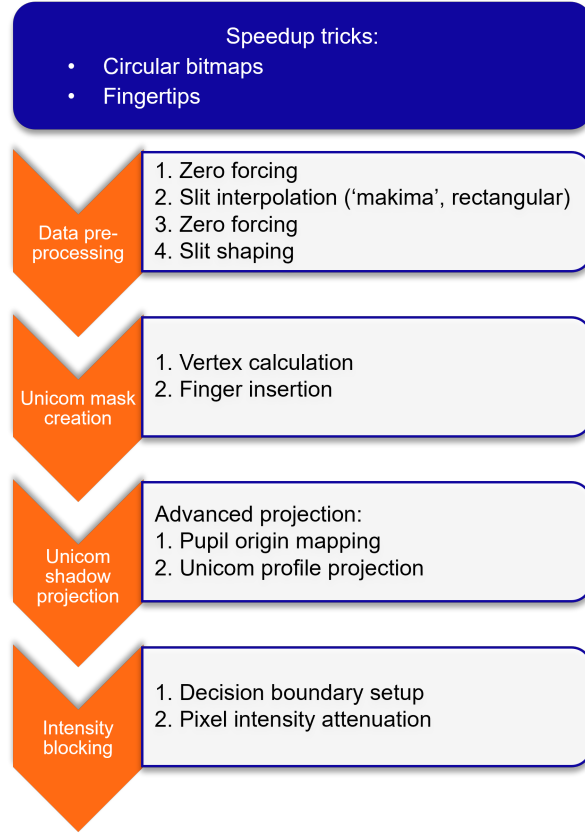 Speedup tricks:
• Circular bitmaps
• Fingertips
Data pre-
processing
1. Zero forcing
2. Slit interpolation (‘makima’, rectangular)
3. Zero forcing
4. Slit shaping
Unicom mask
creation
1. Vertex calculation
2. Finger insertion
Unicom
shadow
projection
Advanced projection:
1. Pupil origin mapping
2. Unicom profile projection
Intensity
blocking
1. Decision boundary setup
2. Pixel intensity attenuation